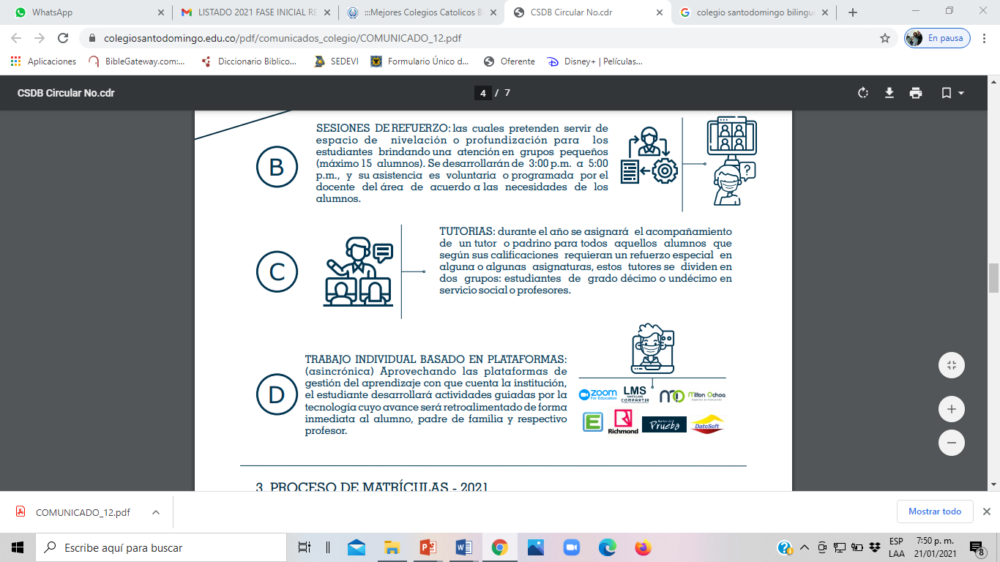 WhatsApp
LISTADO 2021 FASE INICIAL RE
:::Mejores Colegios Catolicos B
CSDB Circular No.cdr
colegio santodomingo bilingu
colegiosantodomingo.edu.co/pdf/comunicados_colegio/COMUNICADO_12.pdf
En pausa
Aplicaciones
BibleGateway.com:...
Diccionario Biblico...
SEDEVI
Formulario Único d...
Oferente
Disney+ | Películas...
CSDB Circular No.cdr
4 / 7
B
SESIONES DE REFUERZO: las cuales pretenden servir de
espacio de nivelación o profundización para los
estudiantes brindando una atención en grupos pequeños
(máximo 15 alumnos). Se desarrollarán de 3:00 p.m. a 5:00
p.m., y su asistencia es voluntaria o programada por el
docente del área de acuerdo a las necesidades de los
alumnos.
?
C
TUTORIAS: durante el año se asignará el acompañamiento
de un tutor o padrino para todos aquellos alumnos que
según sus calificaciones requieran un refuerzo especial en
alguna o algunas asignaturas, estos tutores se dividen en
dos grupos: estudiantes de grado décimo o undécimo en
servicio social o profesores.
D
TRABAJO INDIVIDUAL BASADO EN PLATAFORMAS:
(asincrónica) Aprovechando las plataformas de
gestión del aprendizaje con que cuenta la institución,
el estudiante desarrollará actividades guiadas por la
tecnología cuyo avance será retroalimentado de forma
inmediata al alumno, padre de familia y respectivo
profesor.
zoom
For Education
LMS
SANTILLANA
COMPARTIR
Milton Ochoa
E
Richmond
Prueba
DatoSoft
3. PROCESO DE MATRÍCULAS - 2021
COMUNICADO_12.pdf
Mostrar todo
Escribe aquí para buscar
ESP
LAA
7:50 p. m.
21/01/2021
8